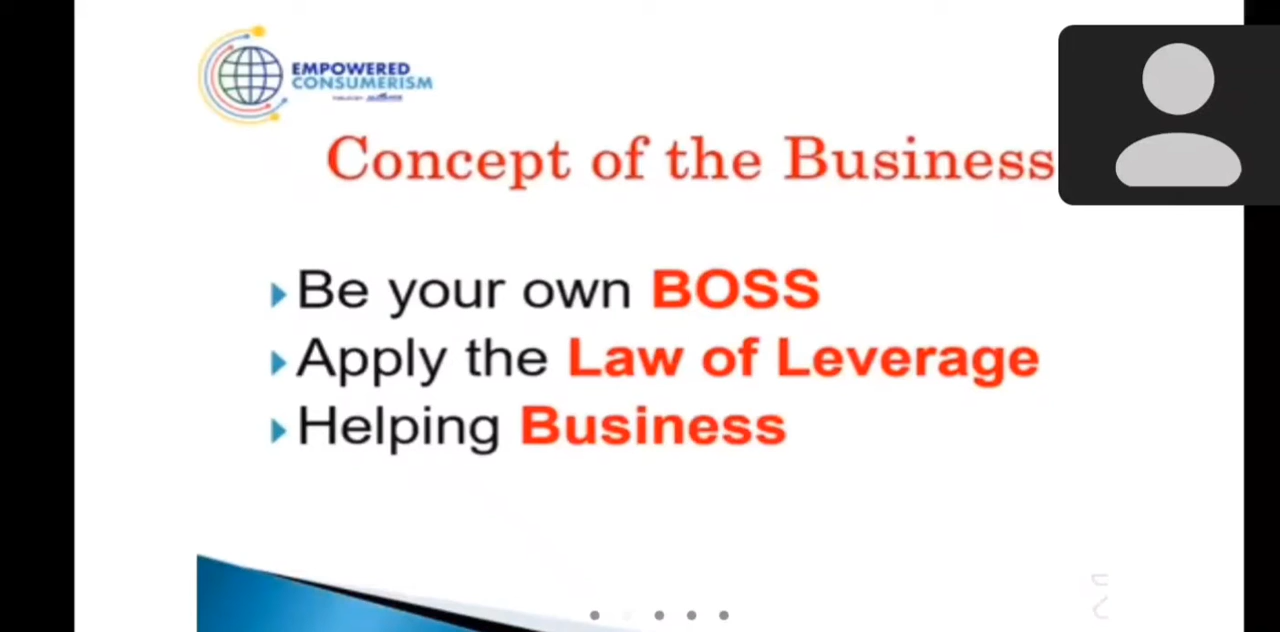 EMPOWERED
CONSUMERISM
Concept of the Business
Be your own BOSS
Apply the Law of Leverage
Helping Business